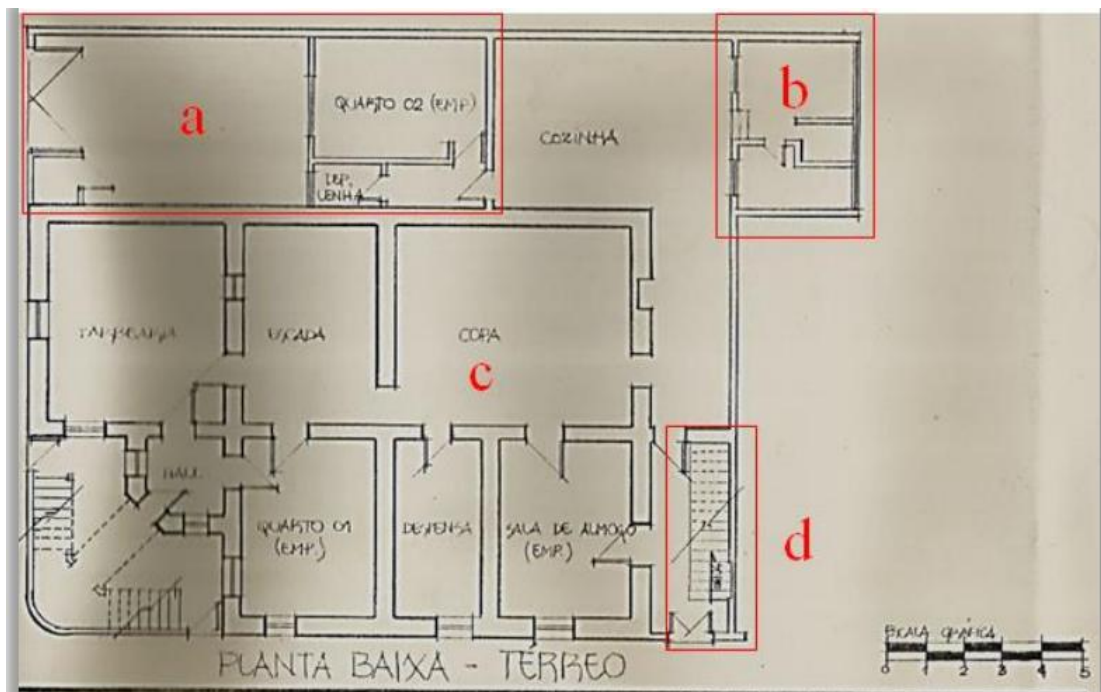 a
QUARTO 02 (EMP)
b
COZINHA
DEP.
LENHA
ESCADA
COPA
c
HALL
QUARTO 01
(EMP.)
DESPENSA
SALA DE ALMOÇO
(EMP.)
d
PLANTA BAIXA - TÉRREO
ESCALA GRÁFICA
0 1 2 3 4 5